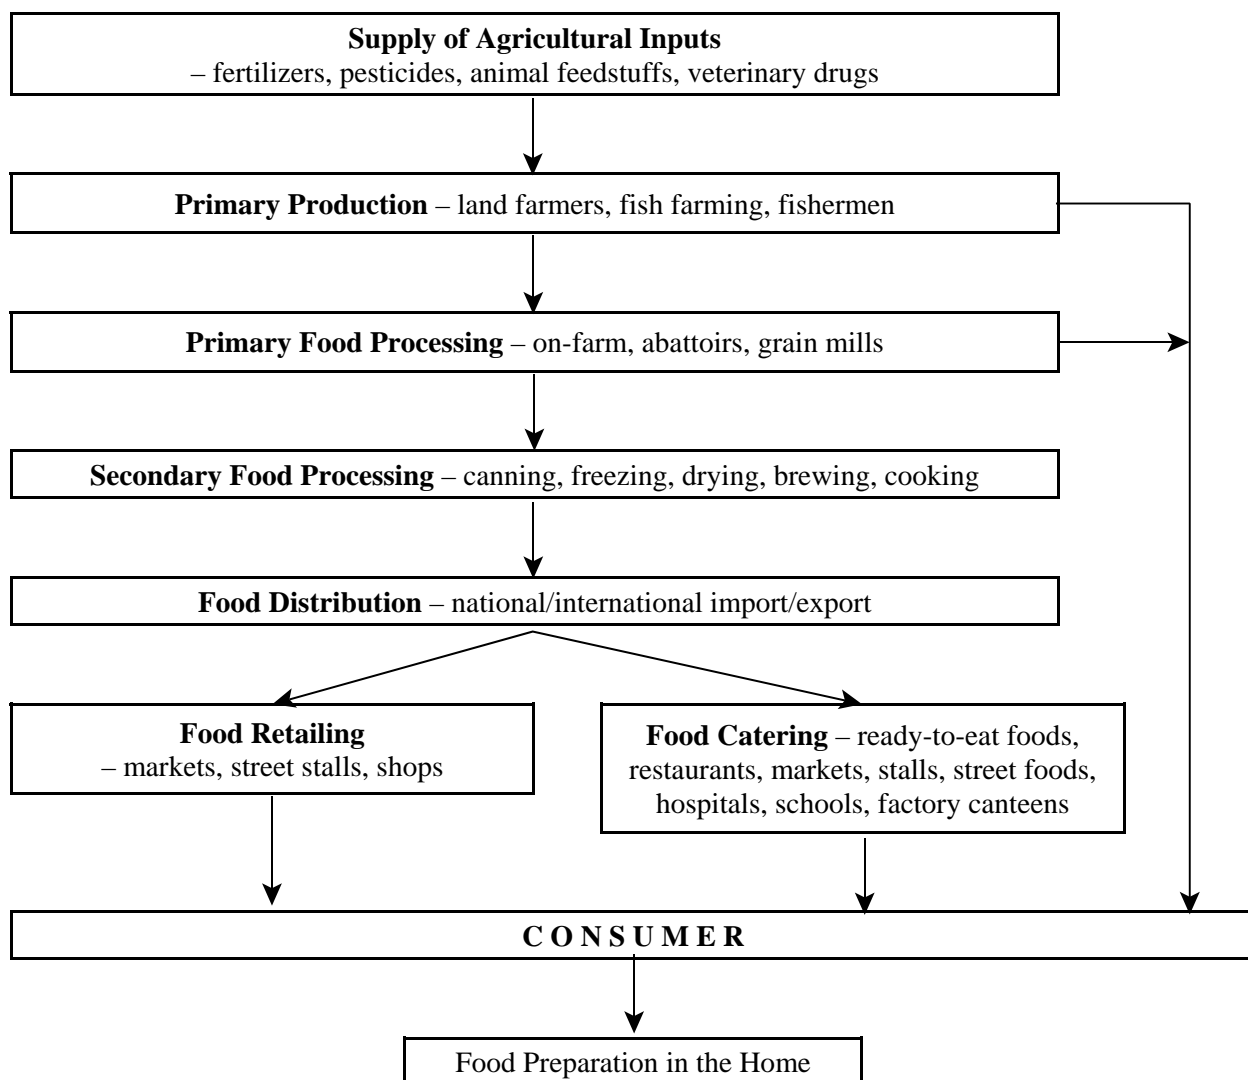 Supply of Agricultural Inputs
– fertilizers, pesticides, animal feedstuffs, veterinary drugs
Primary Production – land farmers, fish farming, fishermen
Primary Food Processing – on-farm, abattoirs, grain mills
Secondary Food Processing – canning, freezing, drying, brewing, cooking
Food Distribution – national/international import/export
Food Retailing
– markets, street stalls, shops
Food Catering – ready-to-eat foods,
restaurants, markets, stalls, street foods,
hospitals, schools, factory canteens
CONSUMER
Food Preparation in the Home